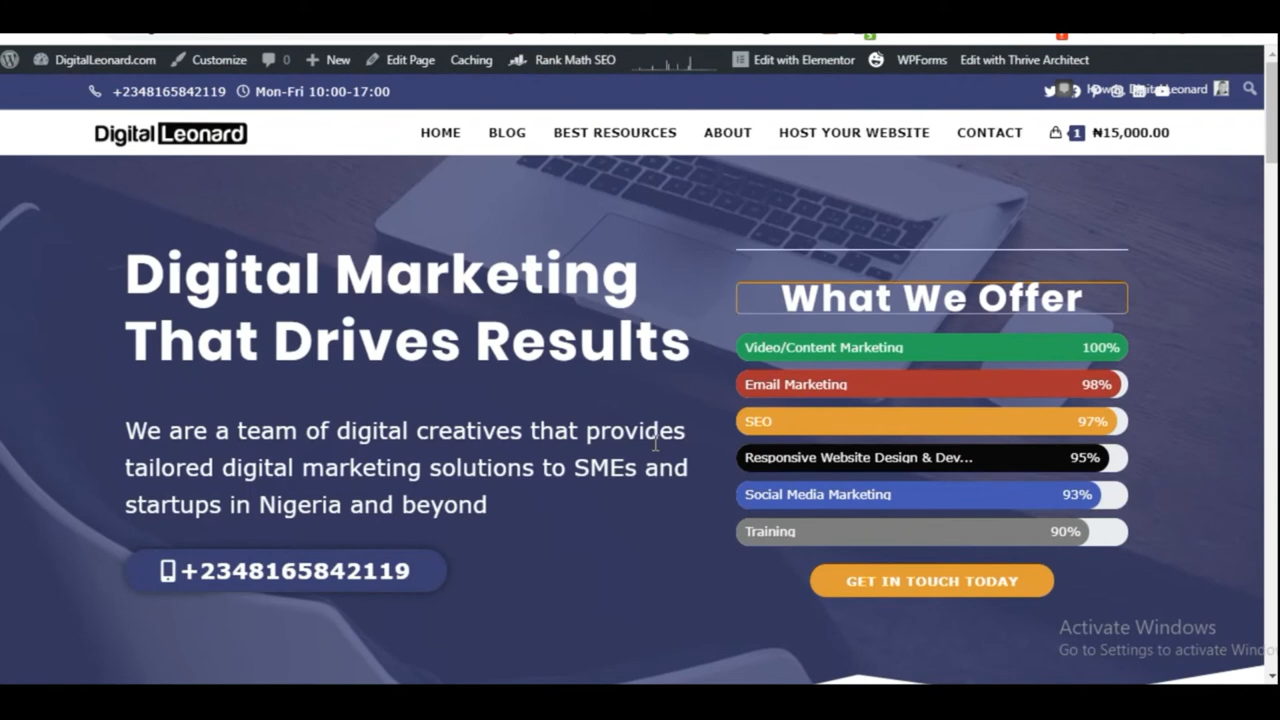 DigitalLeonard.com Customize 0 New Edit Page Caching Rank Math SEO Edit with Elementor WPForms Edit with Thrive Architect
+2348165842119 Mon-Fri 10:00-17:00
Digital Leonard HOME BLOG BEST RESOURCES ABOUT HOST YOUR WEBSITE CONTACT 1 ₦15,000.00
Digital Marketing
That Drives Results
We are a team of digital creatives that provides
tailored digital marketing solutions to SMEs and
startups in Nigeria and beyond
+2348165842119
What We Offer
Video/Content Marketing 100%
Email Marketing 98%
SEO 97%
Responsive Website Design & Dev... 95%
Social Media Marketing 93%
Training 90%
GET IN TOUCH TODAY
Activate Windows
Go to Settings to activate